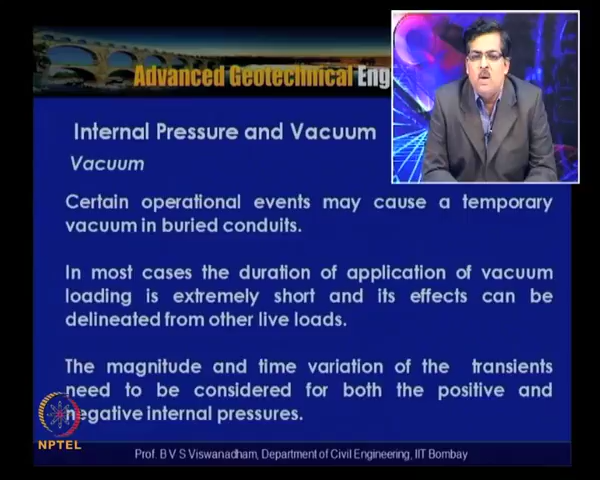 Advanced Geotechnical Eng
Internal Pressure and Vacuum
Vacuum
Certain operational events may cause a temporary
vacuum in buried conduits.
In most cases the duration of application of vacuum
loading is extremely short and its effects can be
delineated from other live loads.
The magnitude and time variation of the transients
need to be considered for both the positive and
negative internal pressures.
NPTEL
Prof. B V S Viswanadham, Department of Civil Engineering, IIT Bombay